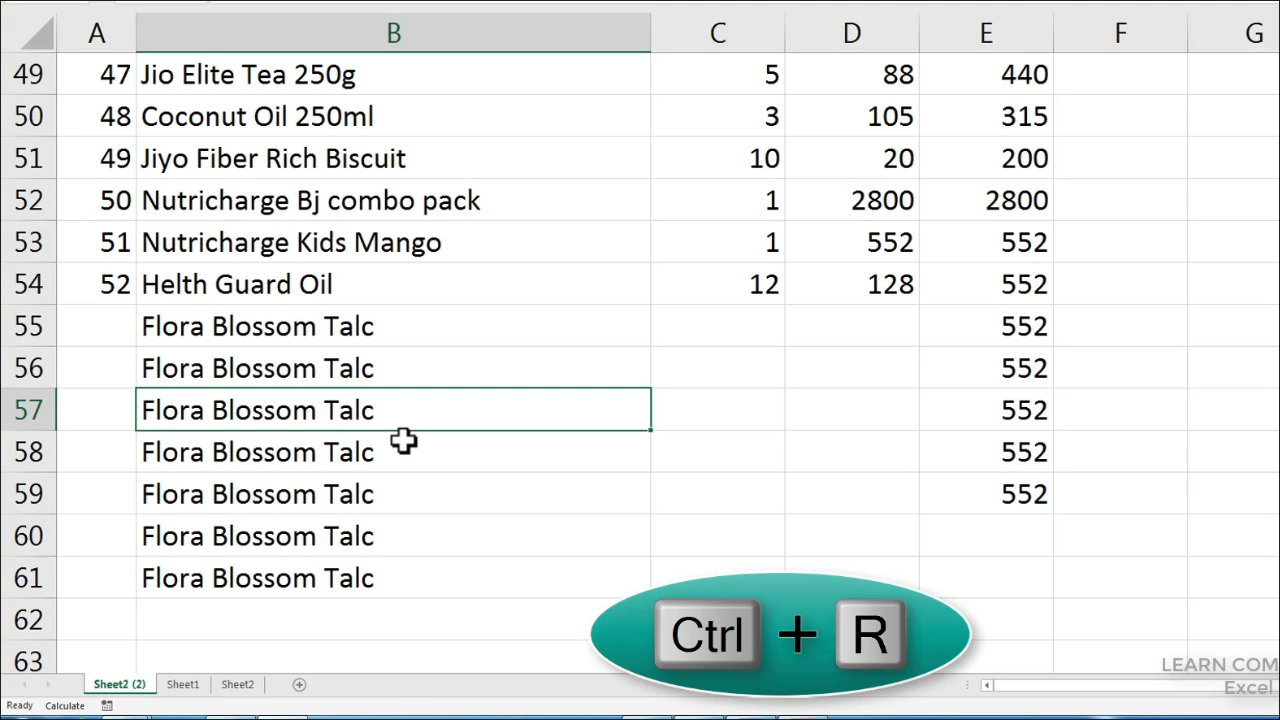 A B C D E F G
49 47 Jio Elite Tea 250g 5 88 440
50 48 Coconut Oil 250ml 3 105 315
51 49 Jiyo Fiber Rich Biscuit 10 20 200
52 50 Nutricharge Bj combo pack 1 2800 2800
53 51 Nutricharge Kids Mango 1 552 552
54 52 Helth Guard Oil 12 128 552
55 Flora Blossom Talc 552
56 Flora Blossom Talc 552
57 Flora Blossom Talc 552
58 Flora Blossom Talc 552
59 Flora Blossom Talc 552
60 Flora Blossom Talc
61 Flora Blossom Talc
62
63
Ctrl + R
LEARN COM
Excel
Sheet2 (2) Sheet1 Sheet2
Ready Calculate